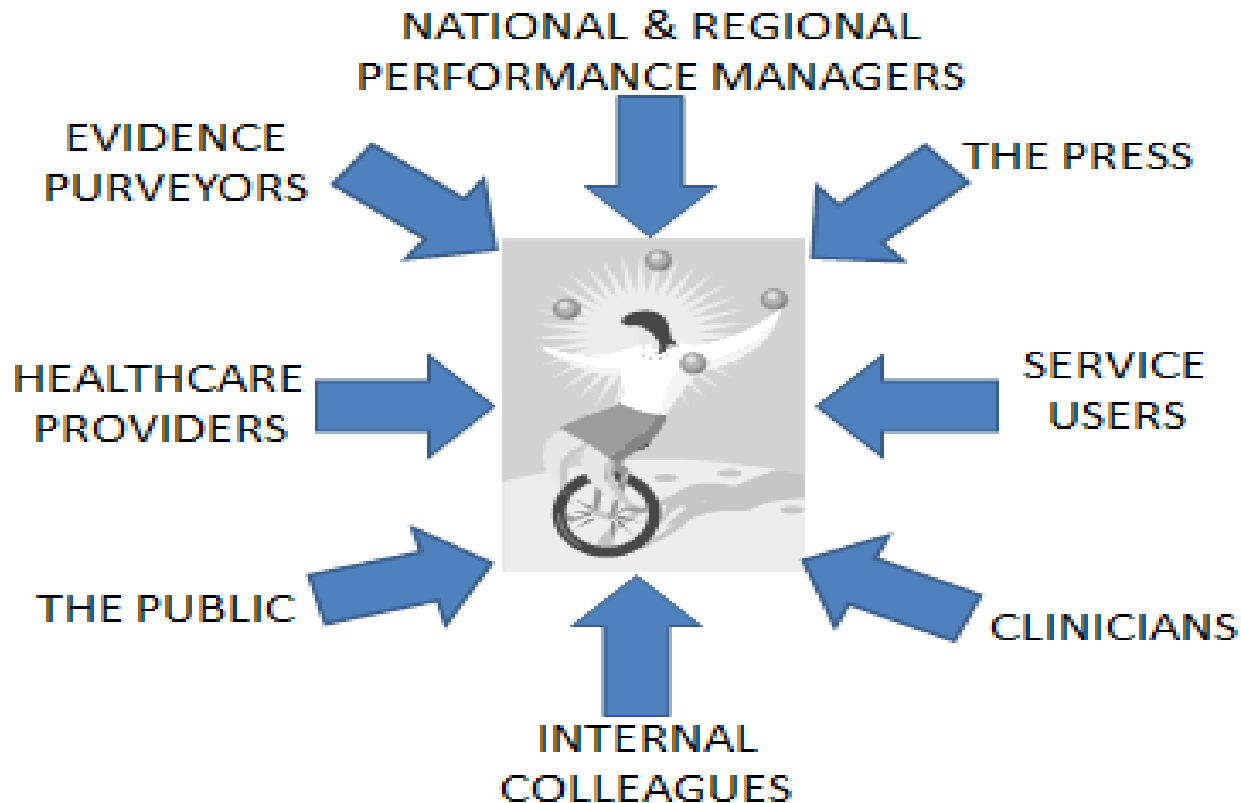 NATIONAL & REGIONAL
PERFORMANCE MANAGERS
EVIDENCE
PURVEYORS
THE PRESS
HEALTHCARE
PROVIDERS
SERVICE
USERS
THE PUBLIC
CLINICIANS
INTERNAL
COLLEAGUES